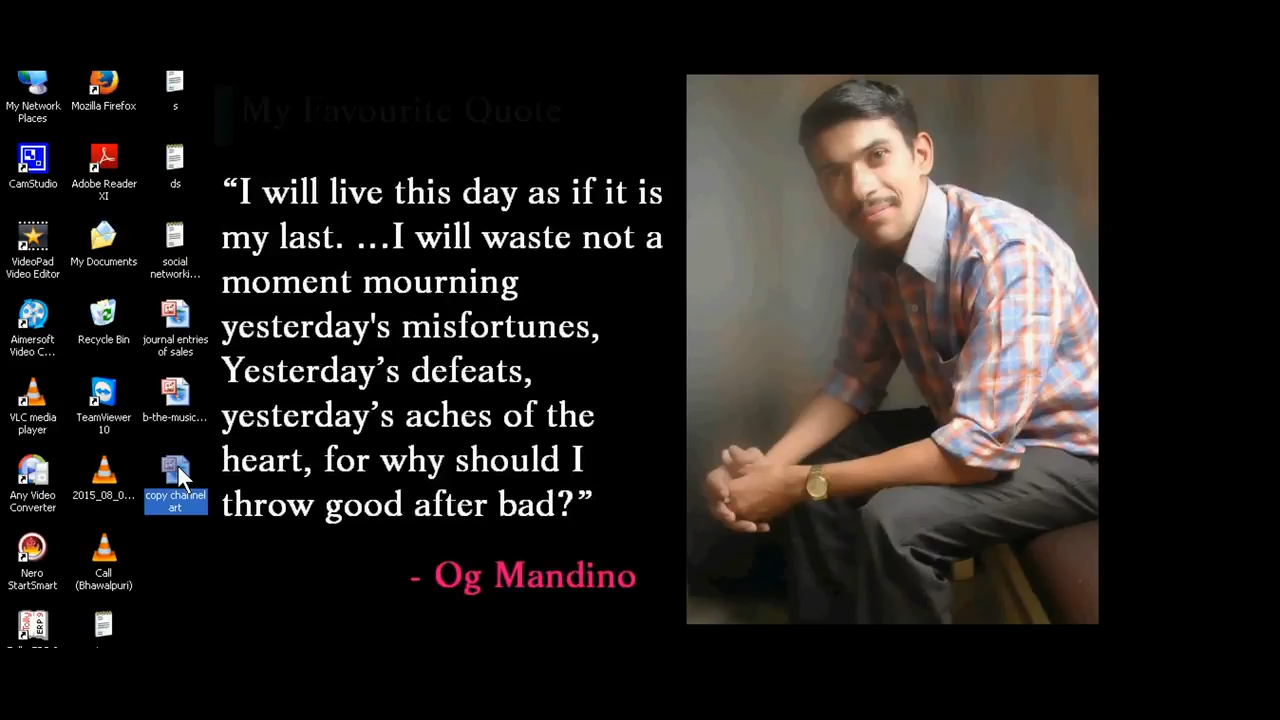 My Network
Places
Mozilla Firefox
s
CamStudio
Adobe Reader
XI
ds
VideoPad
Video Editor
My Documents
social
networki...
Aimersoft
Video C...
Recycle Bin
journal entries
of sales
VLC media
player
TeamViewer
10
b-the-music...
Any Video
Converter
2015_08_0...
copy channel
art
Nero
StartSmart
Call
(Bhawalpuri)
ERP 9
My Favourite Quote
“I will live this day as if it is
my last. ...I will waste not a
moment mourning
yesterday's misfortunes,
Yesterday’s defeats,
yesterday’s aches of the
heart, for why should I
throw good after bad?”
- Og Mandino